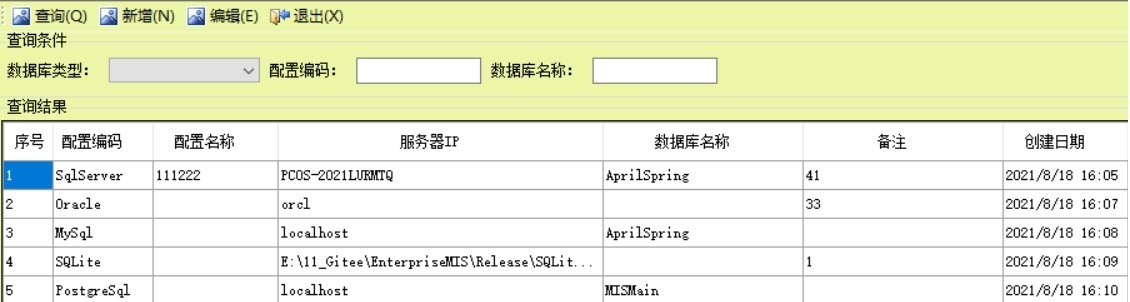 查询(Q) 新增(N) 编辑(E) 退出(X)
查询条件
数据库类型： 配置编码： 数据库名称：
查询结果
序号 配置编码 配置名称 服务器IP 数据库名称 备注 创建日期
1 SqlServer 111222 PCOS-2021LURMTQ AprilSpring 41 2021/8/18 16:05
2 Oracle orcl 33 2021/8/18 16:07
3 MySql localhost AprilSpring 2021/8/18 16:08
4 SQLite E:\11_Gitee\EnterpriseMIS\Release\SQLit... 1 2021/8/18 16:09
5 PostgreSql localhost MISMain 2021/8/18 16:10